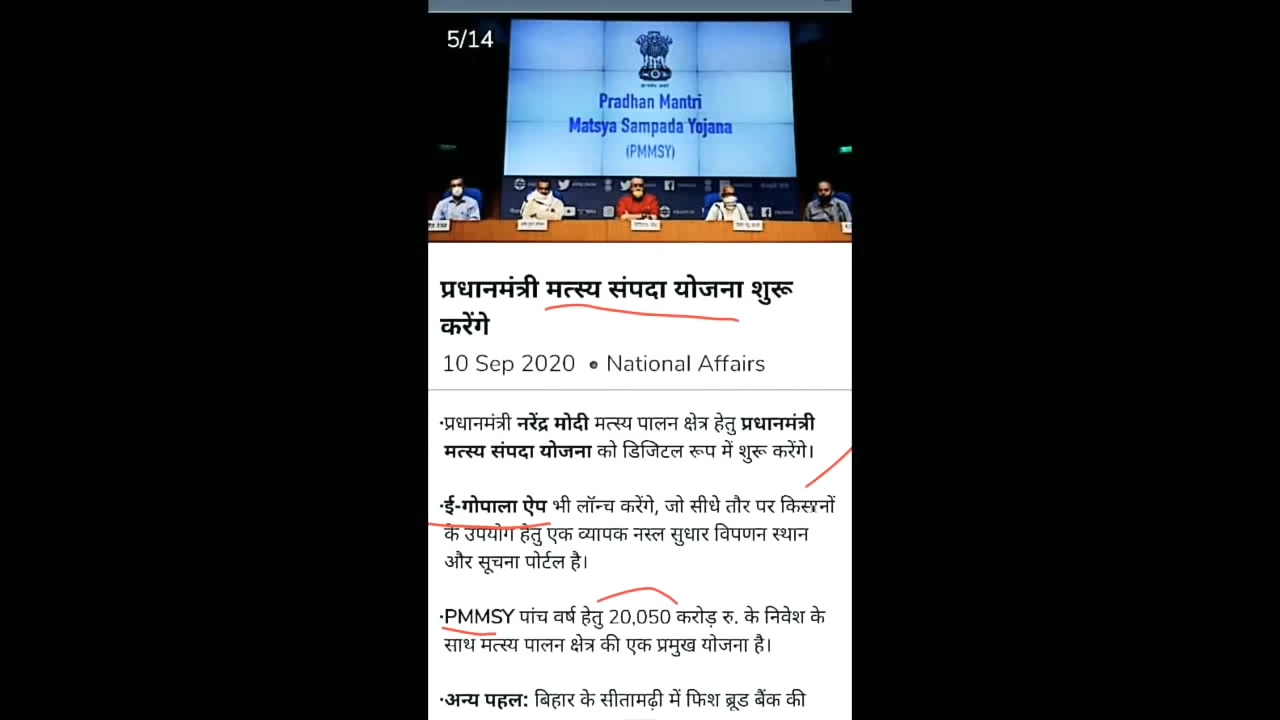 5/14
Pradhan Mantri
Matsya Sampada Yojana
(PMMSY)
प्रधानमंत्री मत्स्य संपदा योजना शुरू
करेंगे
10 Sep 2020 • National Affairs
·प्रधानमंत्री नरेंद्र मोदी मत्स्य पालन क्षेत्र हेतु प्रधानमंत्री
मत्स्य संपदा योजना को डिजिटल रूप में शुरू करेंगे।
·ई-गोपाला ऐप भी लॉन्च करेंगे, जो सीधे तौर पर किसानों
के उपयोग हेतु एक व्यापक नस्ल सुधार विपणन स्थान
और सूचना पोर्टल है।
·PMMSY पांच वर्ष हेतु 20,050 करोड़ रु. के निवेश के
साथ मत्स्य पालन क्षेत्र की एक प्रमुख योजना है।
·अन्य पहल: बिहार के सीतामढ़ी में फिश ब्रूड बैंक की